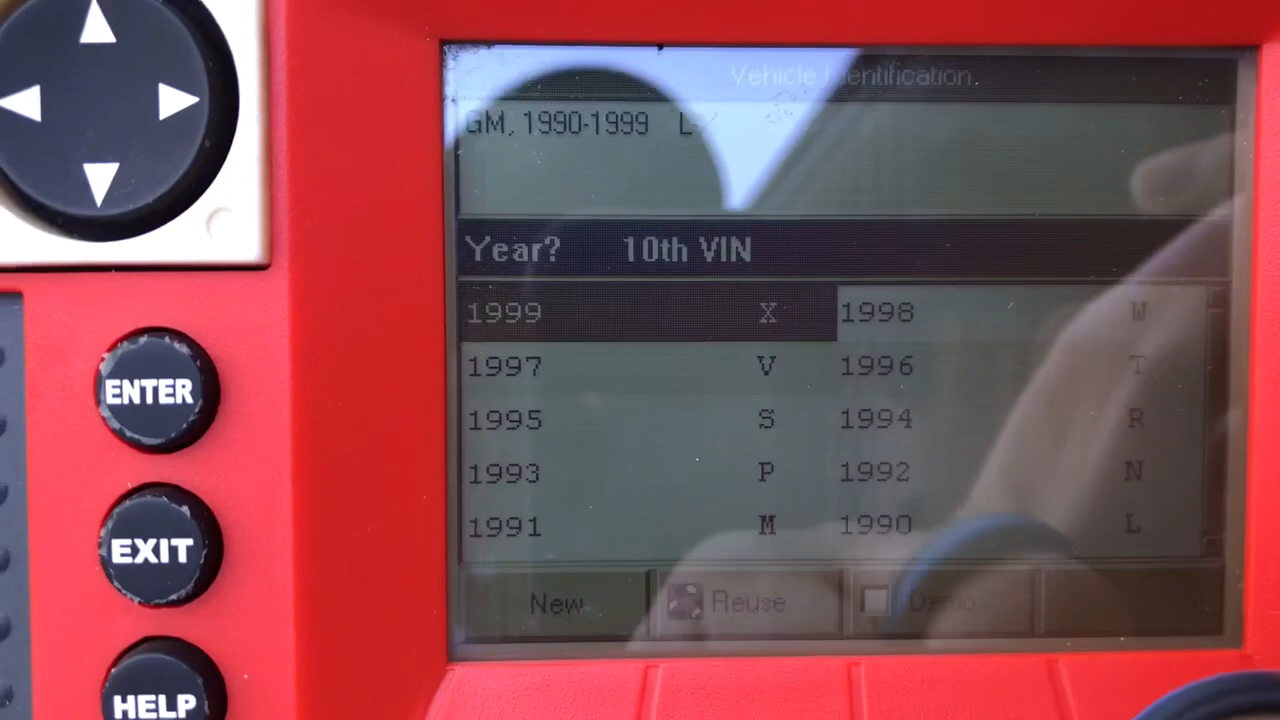 Vehicle Identification.
GM, 1990-1999
Year? 10th VIN
1999 X 1998 W
1997 V 1996 T
1995 S 1994 R
1993 P 1992 N
1991 M 1990 L
New Reuse Demo
ENTER
EXIT
HELP